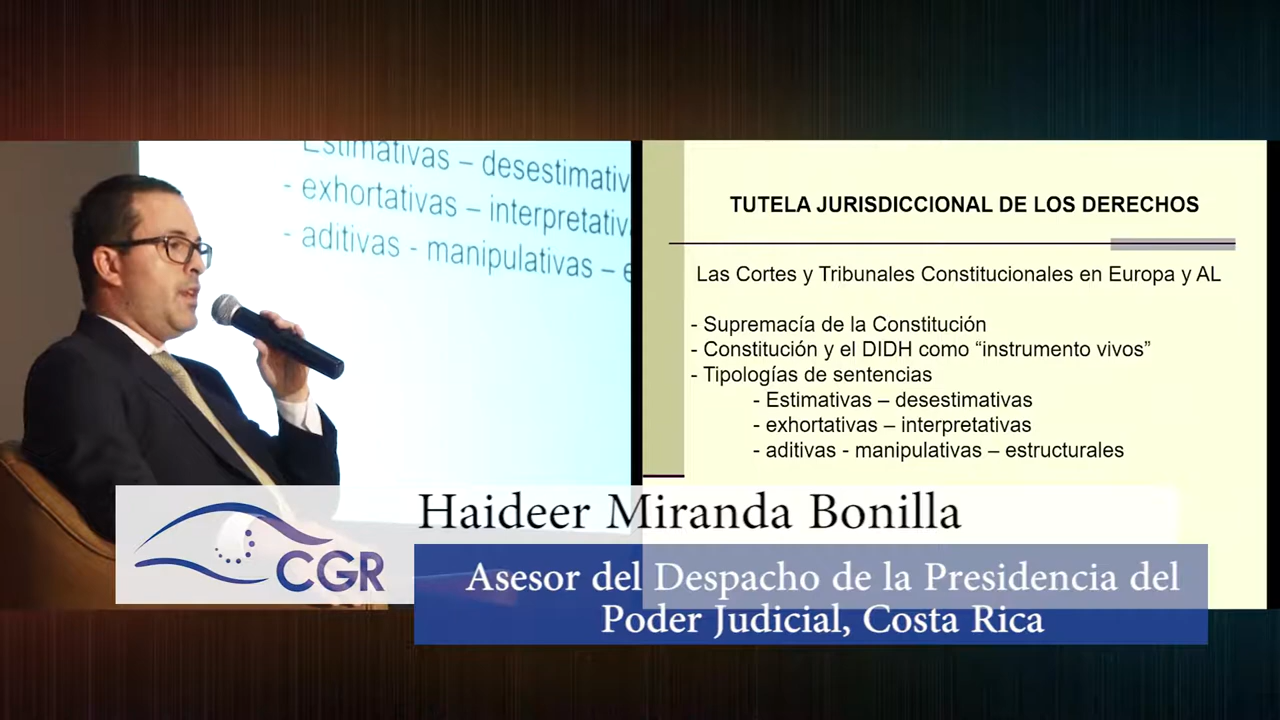 Estimativas – desestimativ
- exhortativas – interpretativ
- aditivas - manipulativas –
TUTELA JURISDICCIONAL DE LOS DERECHOS
Las Cortes y Tribunales Constitucionales en Europa y AL
- Supremacía de la Constitución
- Constitución y el DIDH como “instrumento vivos”
- Tipologías de sentencias
- Estimativas – desestimativas
- exhortativas – interpretativas
- aditivas - manipulativas – estructurales
CGR
Haideer Miranda Bonilla
Asesor del Despacho de la Presidencia del
Poder Judicial, Costa Rica